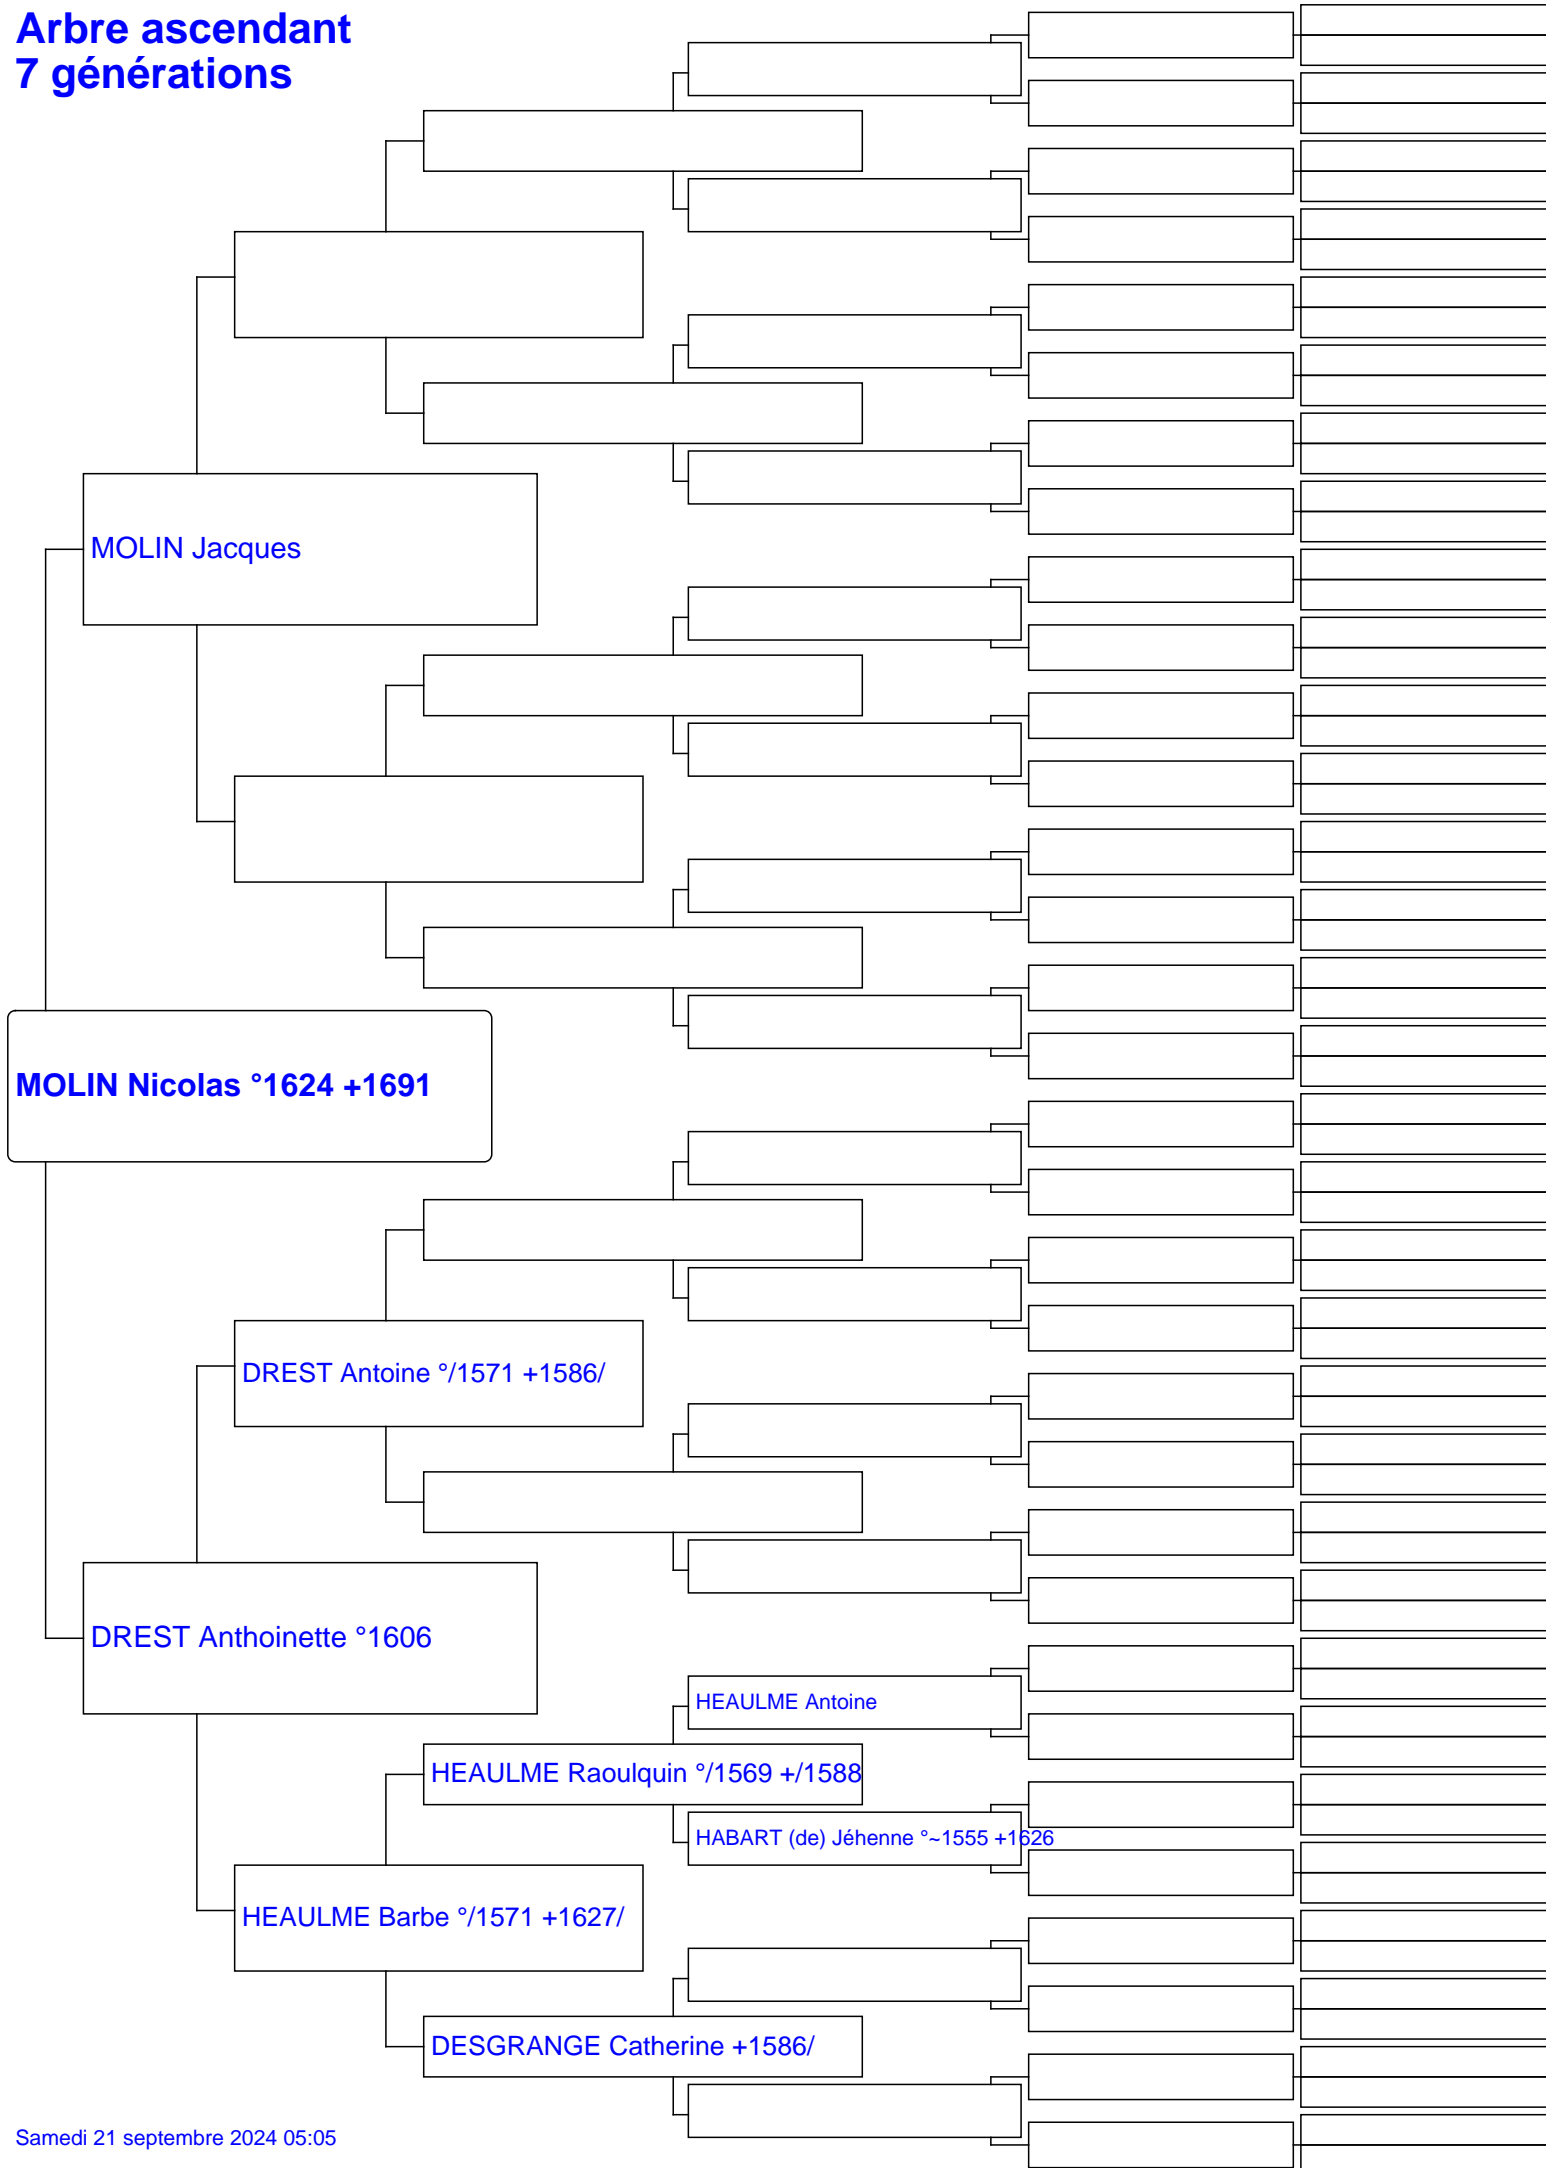 Arbre ascendant
7 générations
MOLIN Jacques
MOLIN Nicolas °1624 +1691
DREST Antoine °/1571 +1586/
DREST Anthoinette °1606
HEAULME Antoine
HEAULME Raoulquin °/1569 +/1588
HABART (de) Jéhenne °~1555 +1626
HEAULME Barbe °/1571 +1627/
DESGRANGE Catherine +1586/
Samedi 21 septembre 2024 05:05